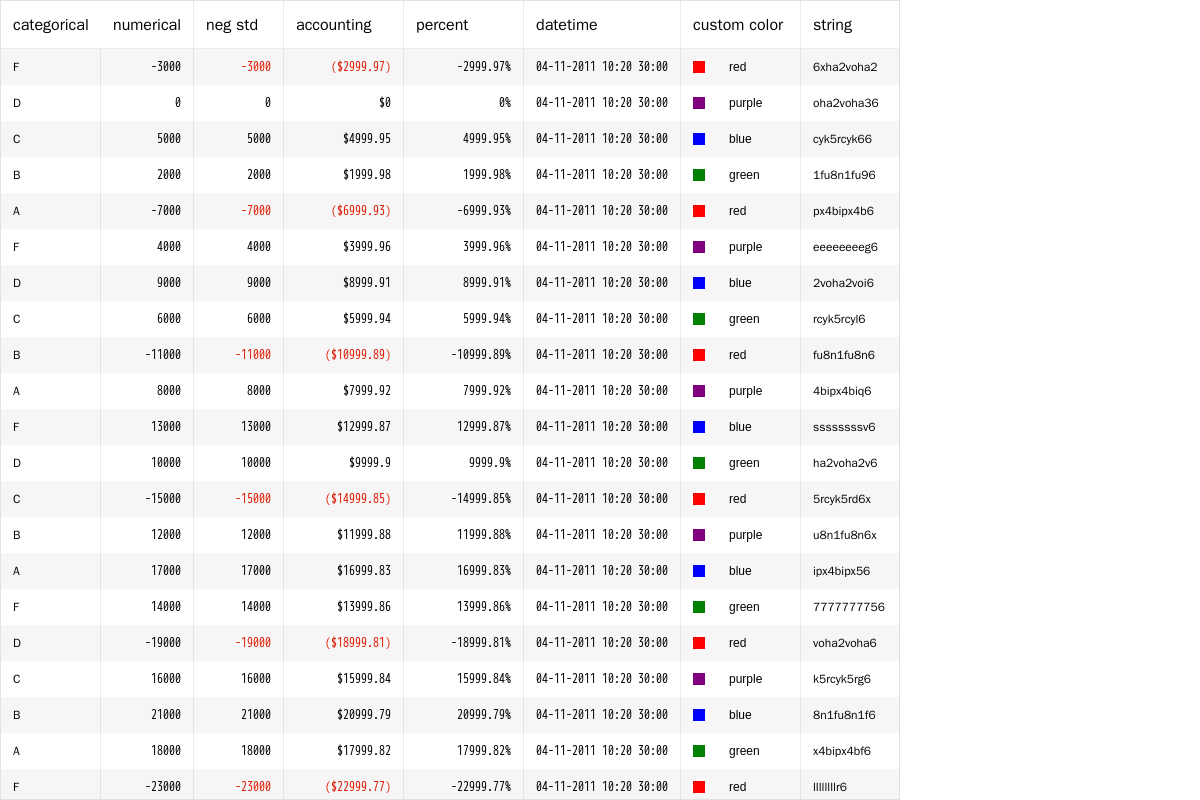 categorical numerical neg std accounting percent datetime custom color string
F -3000 -3000 ($2999.97) -2999.97% 04-11-2011 10:20 30:00 red 6xha2voha2
D 0 0 $0 0% 04-11-2011 10:20 30:00 purple oha2voha36
C 5000 5000 $4999.95 4999.95% 04-11-2011 10:20 30:00 blue cyk5rcyk66
B 2000 2000 $1999.98 1999.98% 04-11-2011 10:20 30:00 green 1fu8n1fu96
A -7000 -7000 ($6999.93) -6999.93% 04-11-2011 10:20 30:00 red px4bipx4b6
F 4000 4000 $3999.96 3999.96% 04-11-2011 10:20 30:00 purple eeeeeeeeg6
D 9000 9000 $8999.91 8999.91% 04-11-2011 10:20 30:00 blue 2voha2voi6
C 6000 6000 $5999.94 5999.94% 04-11-2011 10:20 30:00 green rcyk5rcyl6
B -11000 -11000 ($10999.89) -10999.89% 04-11-2011 10:20 30:00 red fu8n1fu8n6
A 8000 8000 $7999.92 7999.92% 04-11-2011 10:20 30:00 purple 4bipx4biq6
F 13000 13000 $12999.87 12999.87% 04-11-2011 10:20 30:00 blue ssssssssv6
D 10000 10000 $9999.9 9999.9% 04-11-2011 10:20 30:00 green ha2voha2v6
C -15000 -15000 ($14999.85) -14999.85% 04-11-2011 10:20 30:00 red 5rcyk5rd6x
B 12000 12000 $11999.88 11999.88% 04-11-2011 10:20 30:00 purple u8n1fu8n6x
A 17000 17000 $16999.83 16999.83% 04-11-2011 10:20 30:00 blue ipx4bipx56
F 14000 14000 $13999.86 13999.86% 04-11-2011 10:20 30:00 green 7777777756
D -19000 -19000 ($18999.81) -18999.81% 04-11-2011 10:20 30:00 red voha2voha6
C 16000 16000 $15999.84 15999.84% 04-11-2011 10:20 30:00 purple k5rcyk5rg6
B 21000 21000 $20999.79 20999.79% 04-11-2011 10:20 30:00 blue 8n1fu8n1f6
A 18000 18000 $17999.82 17999.82% 04-11-2011 10:20 30:00 green x4bipx4bf6
F -23000 -23000 ($22999.77) -22999.77% 04-11-2011 10:20 30:00 red llllllllr6